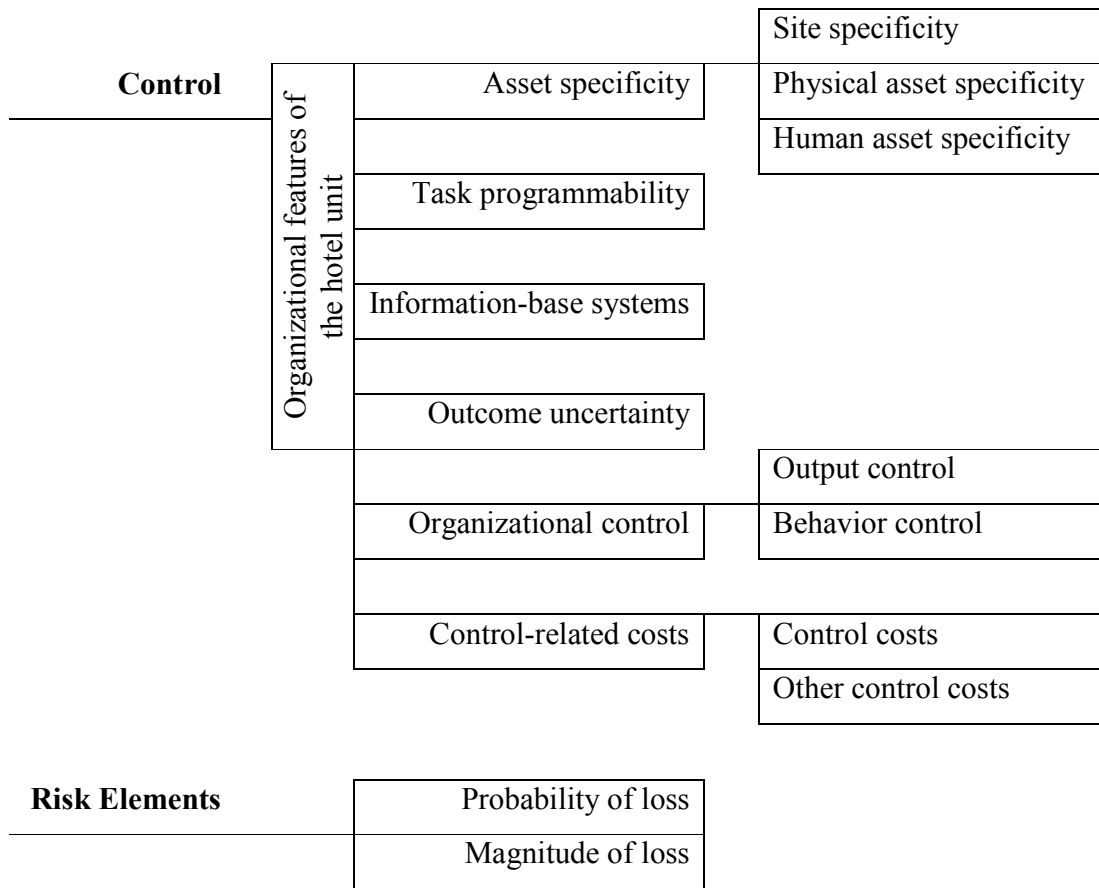 Site specificity
Control
Organizational features of
the hotel unit
Asset specificity
Physical asset specificity
Human asset specificity
Task programmability
Information-base systems
Outcome uncertainty
Output control
Organizational control
Behavior control
Control-related costs
Control costs
Other control costs
Risk Elements
Probability of loss
Magnitude of loss